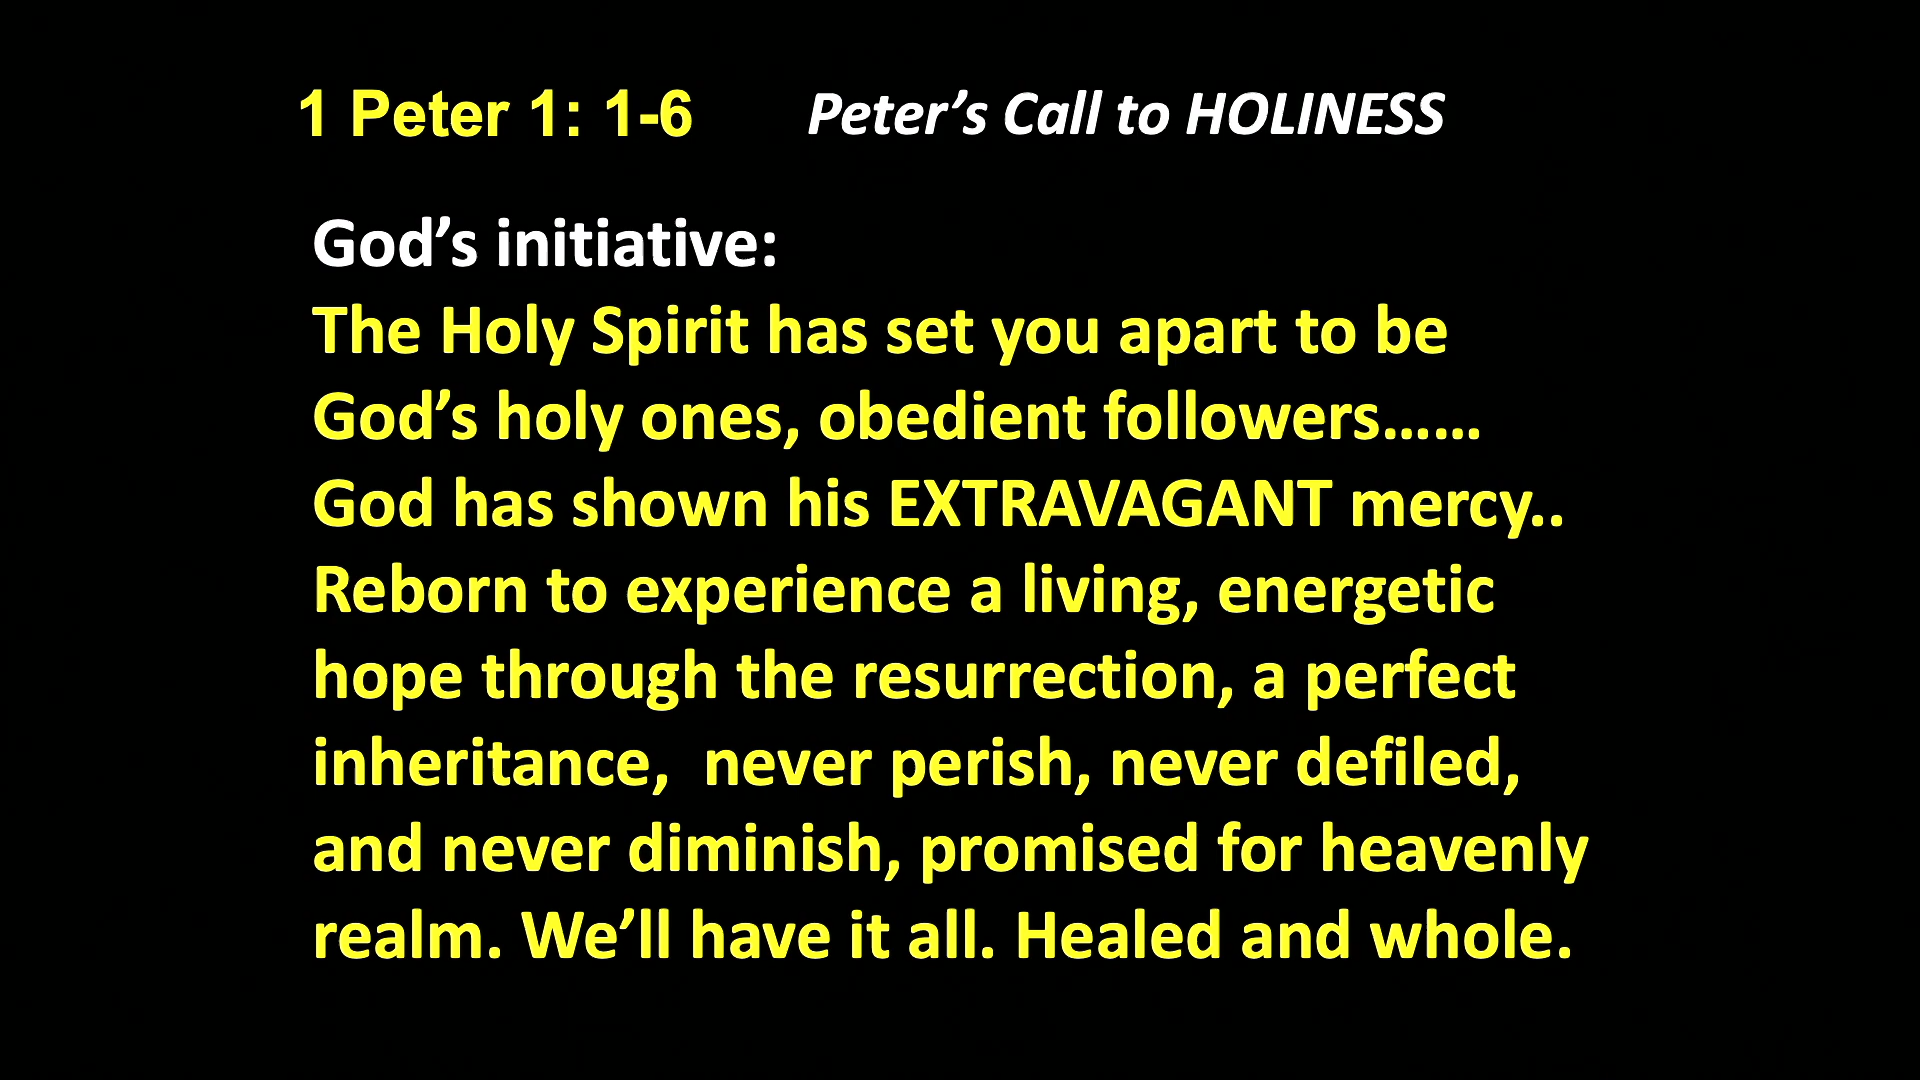 1 Peter 1: 1-6 Peter’s Call to HOLINESS
God’s initiative:
The Holy Spirit has set you apart to be
God’s holy ones, obedient followers……
God has shown his EXTRAVAGANT mercy..
Reborn to experience a living, energetic
hope through the resurrection, a perfect
inheritance,  never perish, never defiled,
and never diminish, promised for heavenly
realm. We’ll have it all. Healed and whole.